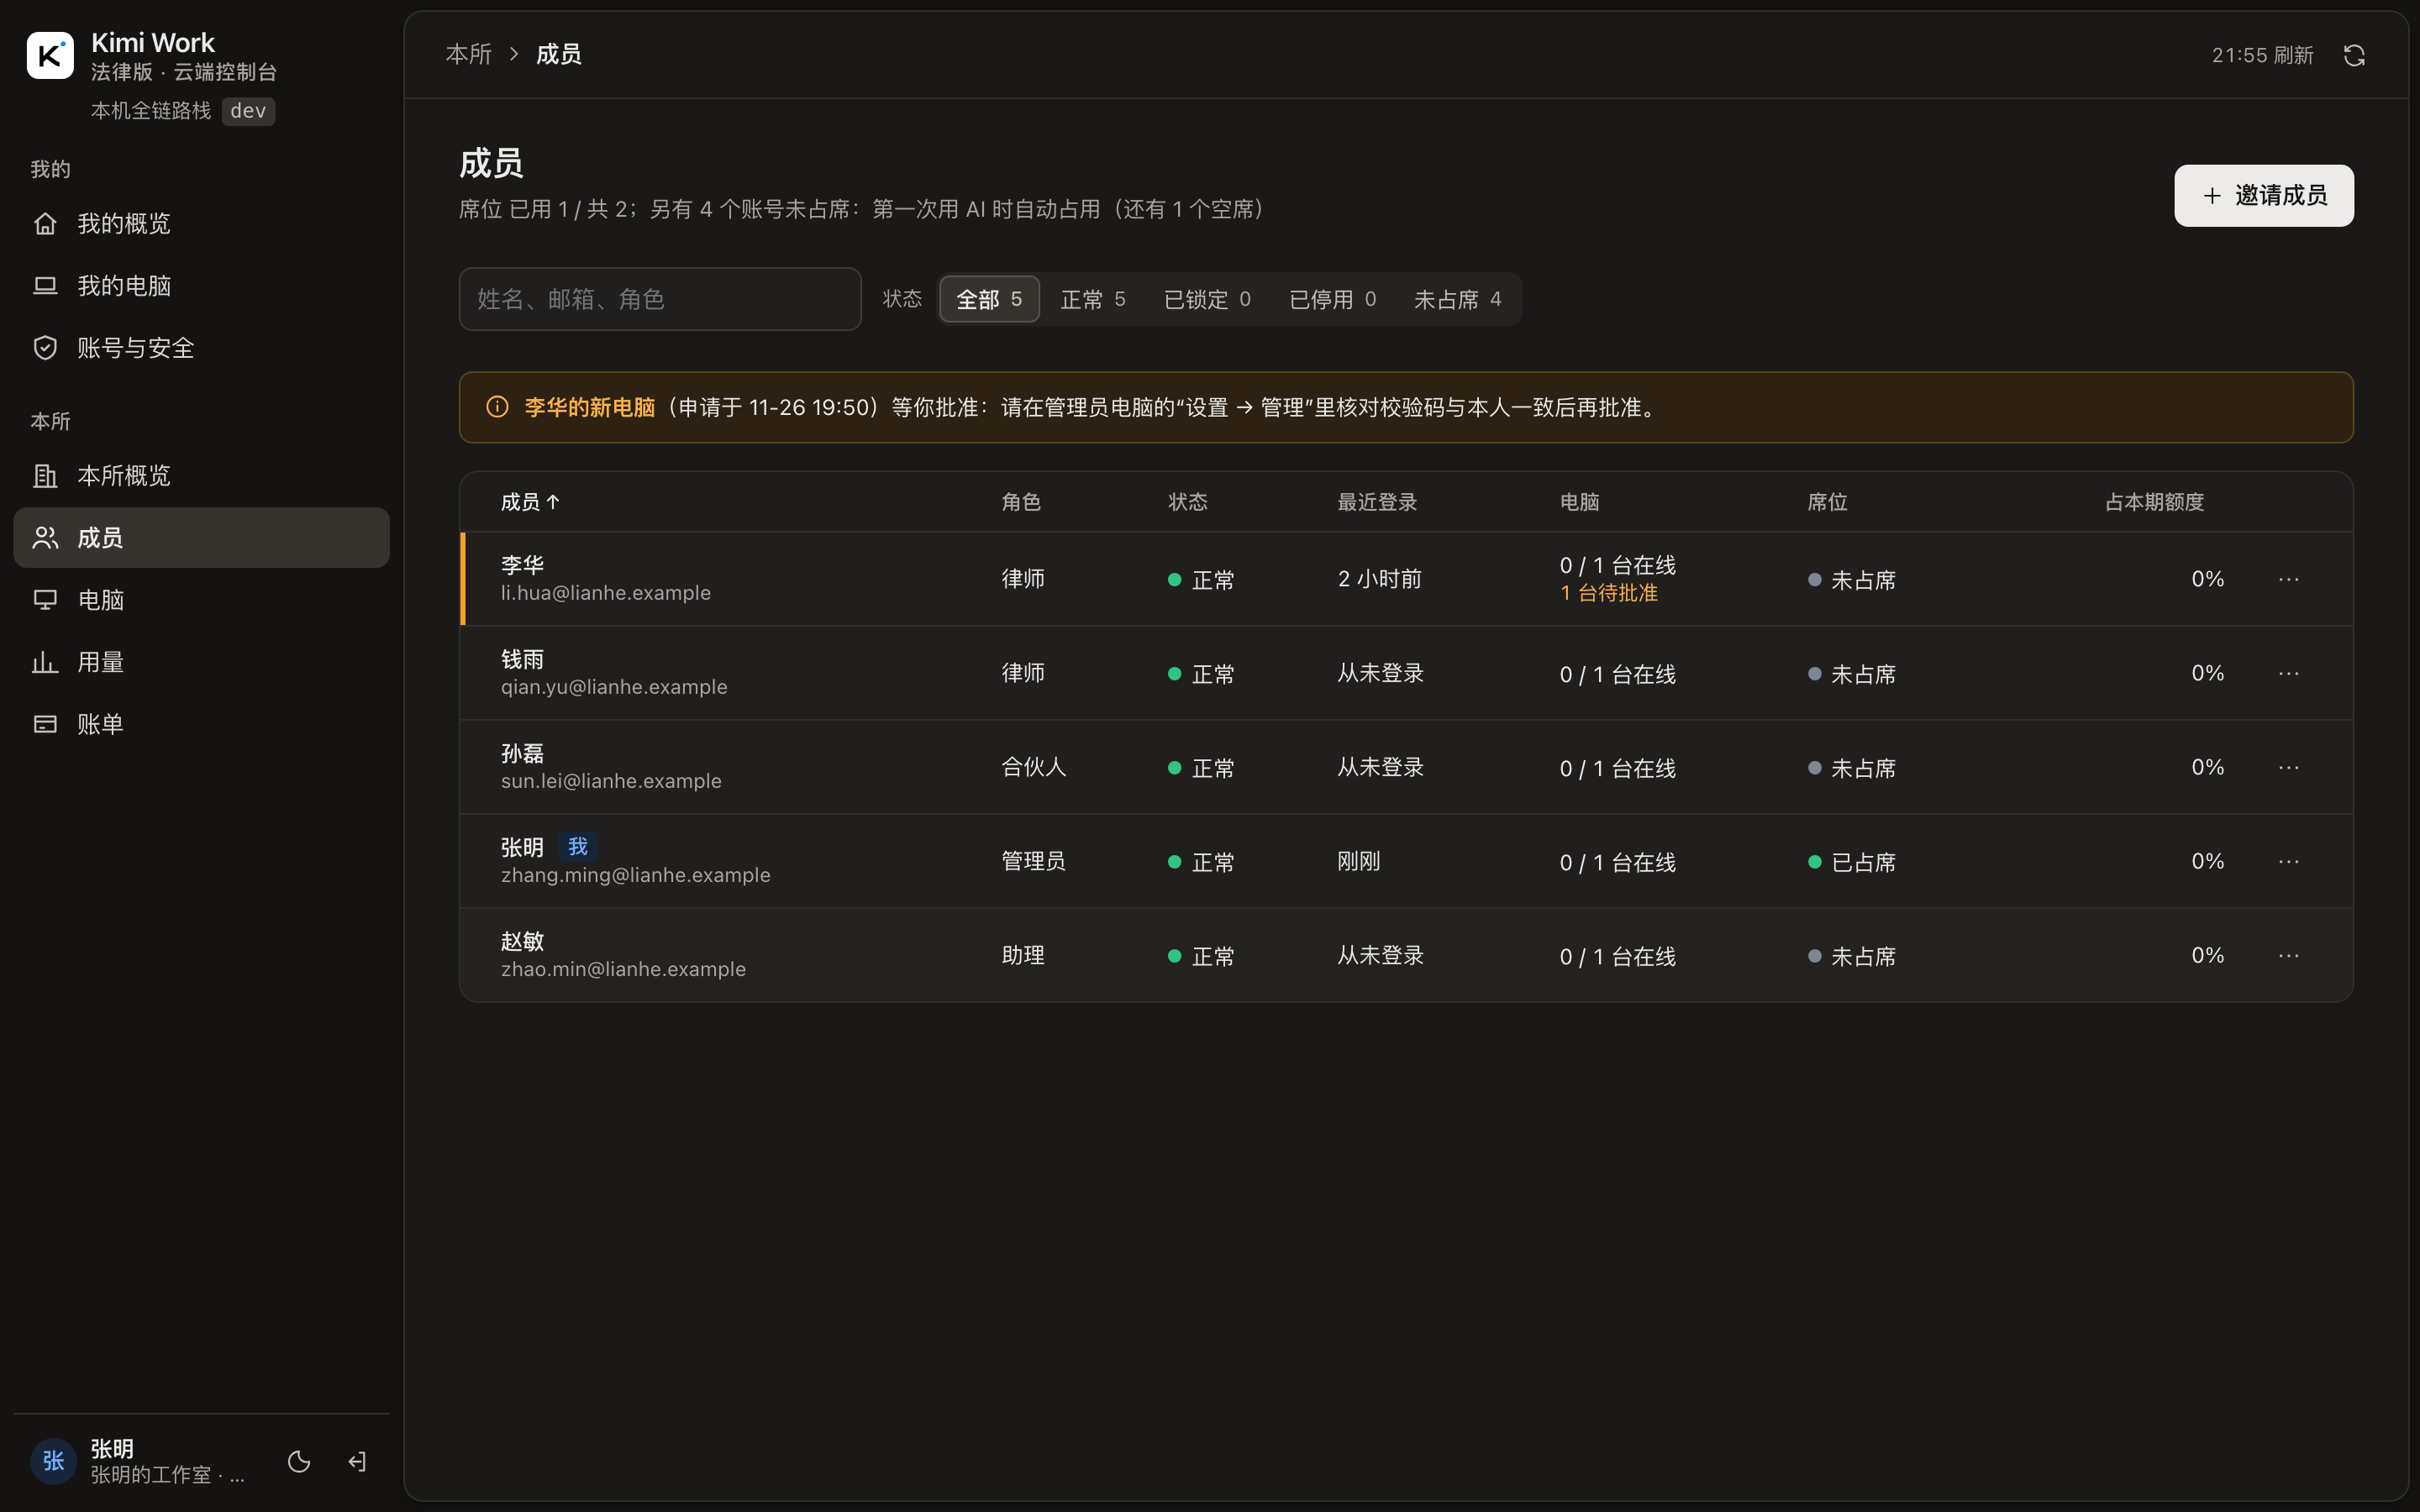 Kimi Work
法律版 · 云端控制台
本机全链路栈 dev
我的
我的概览
我的电脑
账号与安全
本所
本所概览
成员
电脑
用量
账单
张
张明
张明的工作室 · ...
本所 > 成员
21:55 刷新
成员
席位 已用 1 / 共 2；另有 4 个账号未占席：第一次用 AI 时自动占用（还有 1 个空席）
+ 邀请成员
姓名、邮箱、角色
状态 全部 5 正常 5 已锁定 0 已停用 0 未占席 4
李华的新电脑（申请于 11-26 19:50）等你批准：请在管理员电脑的“设置 → 管理”里核对校验码与本人一致后再批准。
成员 ↑ 角色 状态 最近登录 电脑 席位 占本期额度
李华 律师 正常 2 小时前 0 / 1 台在线 未占席 0% ···
li.hua@lianhe.example 1 台待批准
钱雨 律师 正常 从未登录 0 / 1 台在线 未占席 0% ···
qian.yu@lianhe.example
孙磊 合伙人 正常 从未登录 0 / 1 台在线 未占席 0% ···
sun.lei@lianhe.example
张明 我 管理员 正常 刚刚 0 / 1 台在线 已占席 0% ···
zhang.ming@lianhe.example
赵敏 助理 正常 从未登录 0 / 1 台在线 未占席 0% ···
zhao.min@lianhe.example